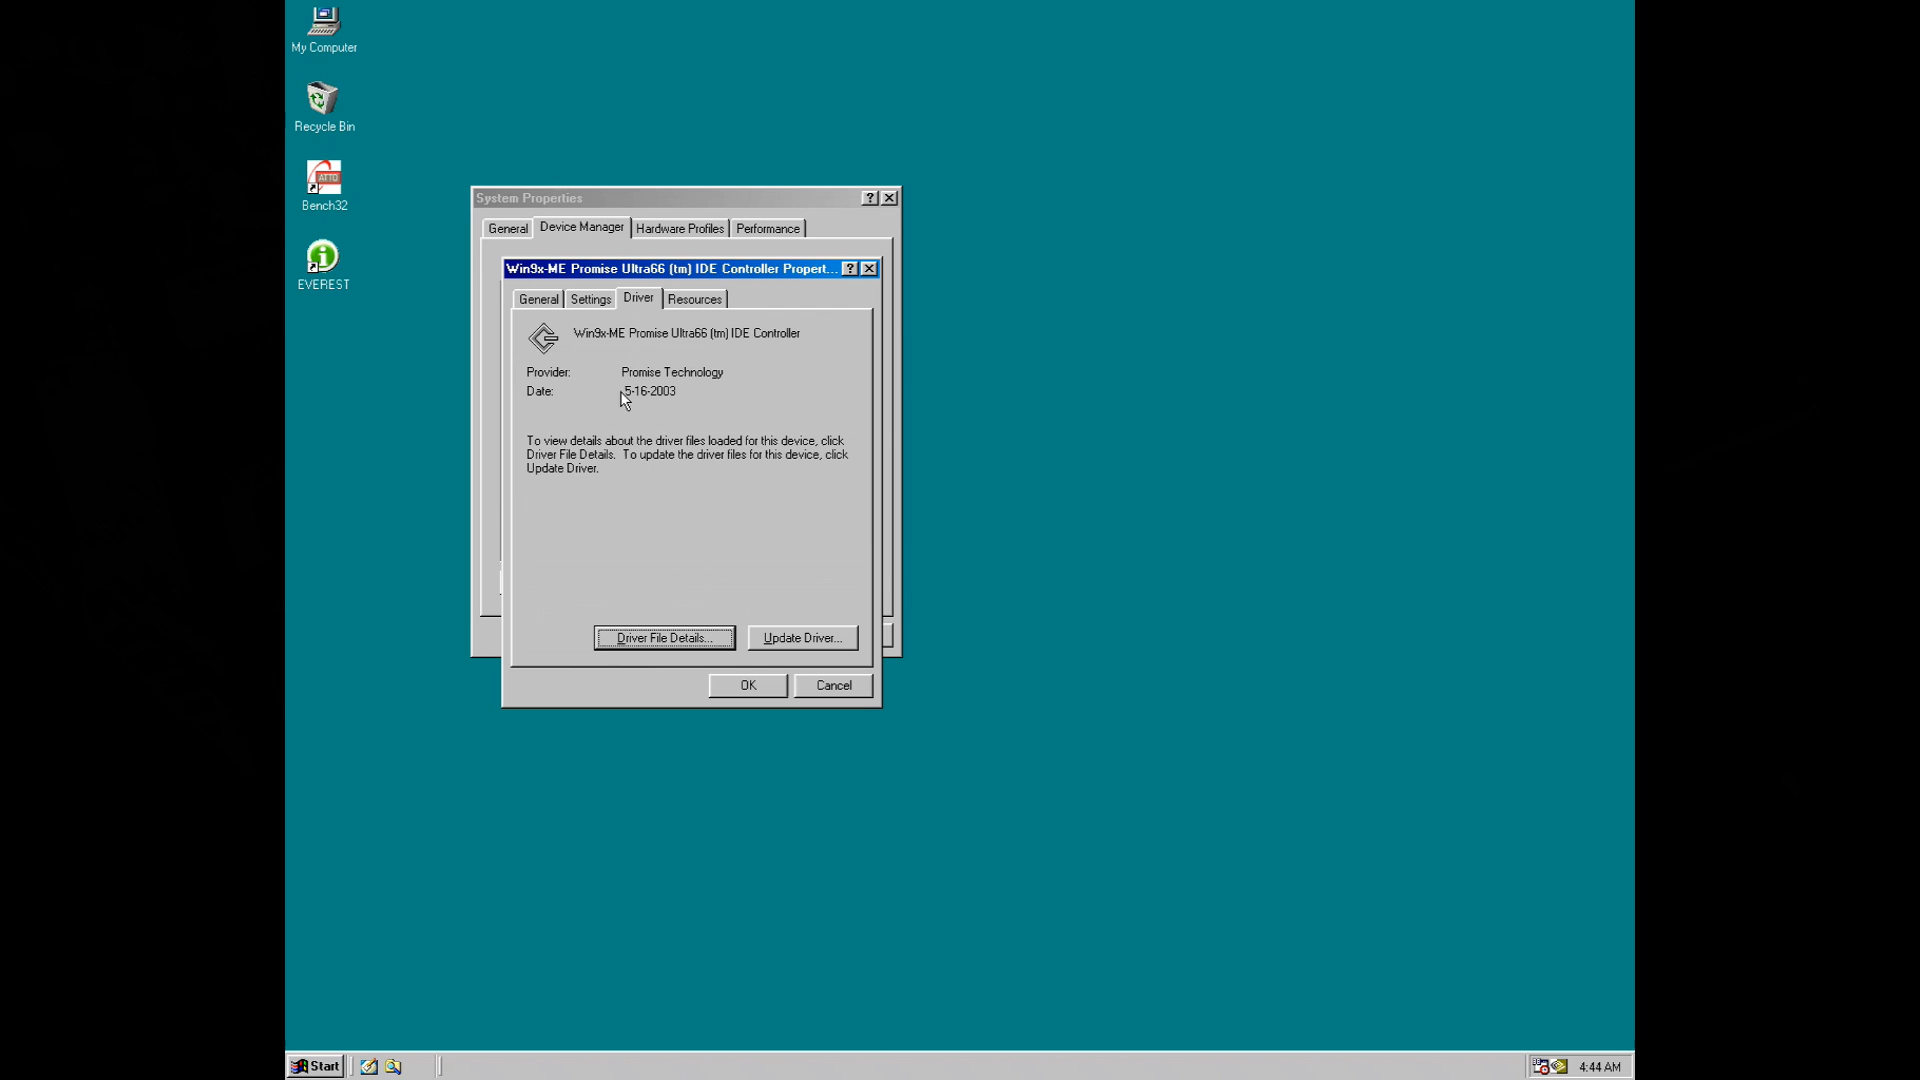 My Computer
Recycle Bin
ATTO
Bench32
EVEREST
System Properties
General
Device Manager
Hardware Profiles
Performance
Win9x-ME Promise Ultra66 (tm) IDE Controller Propert...
General
Settings
Driver
Resources
Win9x-ME Promise Ultra66 (tm) IDE Controller
Provider: Promise Technology
Date: 5-16-2003
To view details about the driver files loaded for this device, click
Driver File Details. To update the driver files for this device, click
Update Driver.
Driver File Details...
Update Driver...
OK
Cancel
Start
4:44 AM